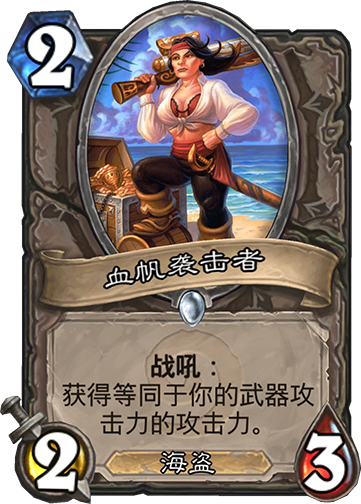 2
血帆袭击者
战吼：
获得等同于你的武器攻
击力的攻击力。
2
海盗
3